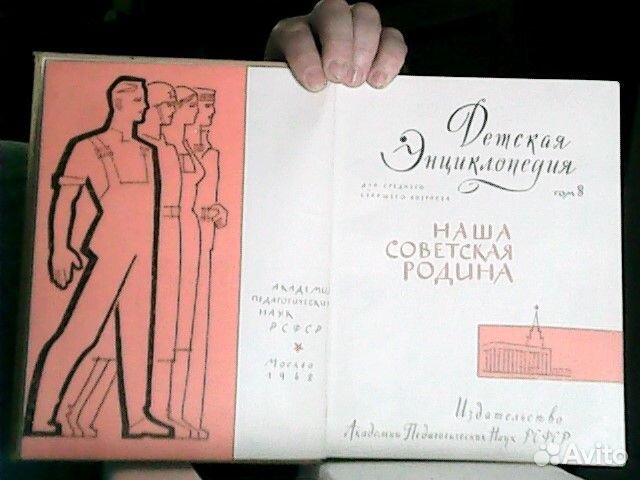 АКАДЕМИ
ПЕДАГОГИЧЕСКИХ
НАУК
РСФСР
Москва
1968
Детская
Энциклопедия
ДЛЯ СРЕДНЕГО
СТАРШЕГО ВОЗРАСТА
том 8
НАША
СОВЕТСКАЯ
РОДИНА
Издательство
Академии Педагогических Наук РСФСР
Avito